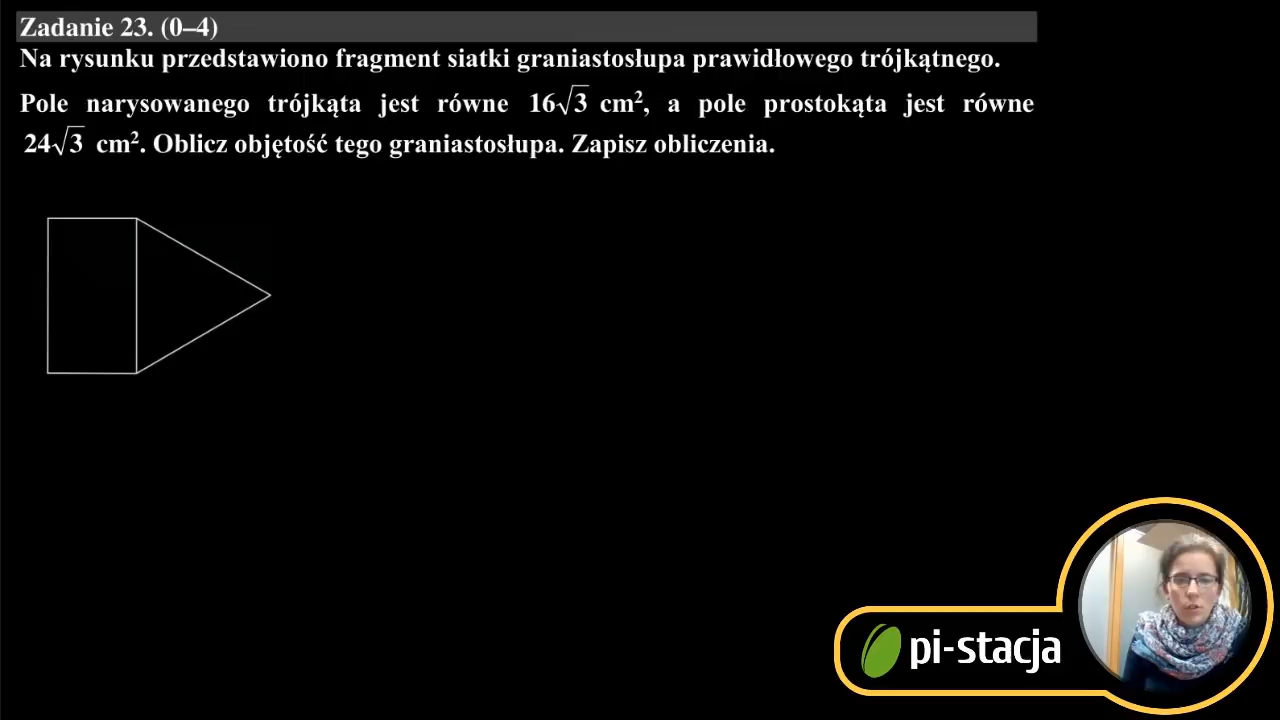 Zadanie 23. (0–4)
Na rysunku przedstawiono fragment siatki graniastosłupa prawidłowego trójkątnego.
Pole narysowanego trójkąta jest równe 16√3 cm², a pole prostokąta jest równe
24√3 cm². Oblicz objętość tego graniastosłupa. Zapisz obliczenia.
pi-stacja